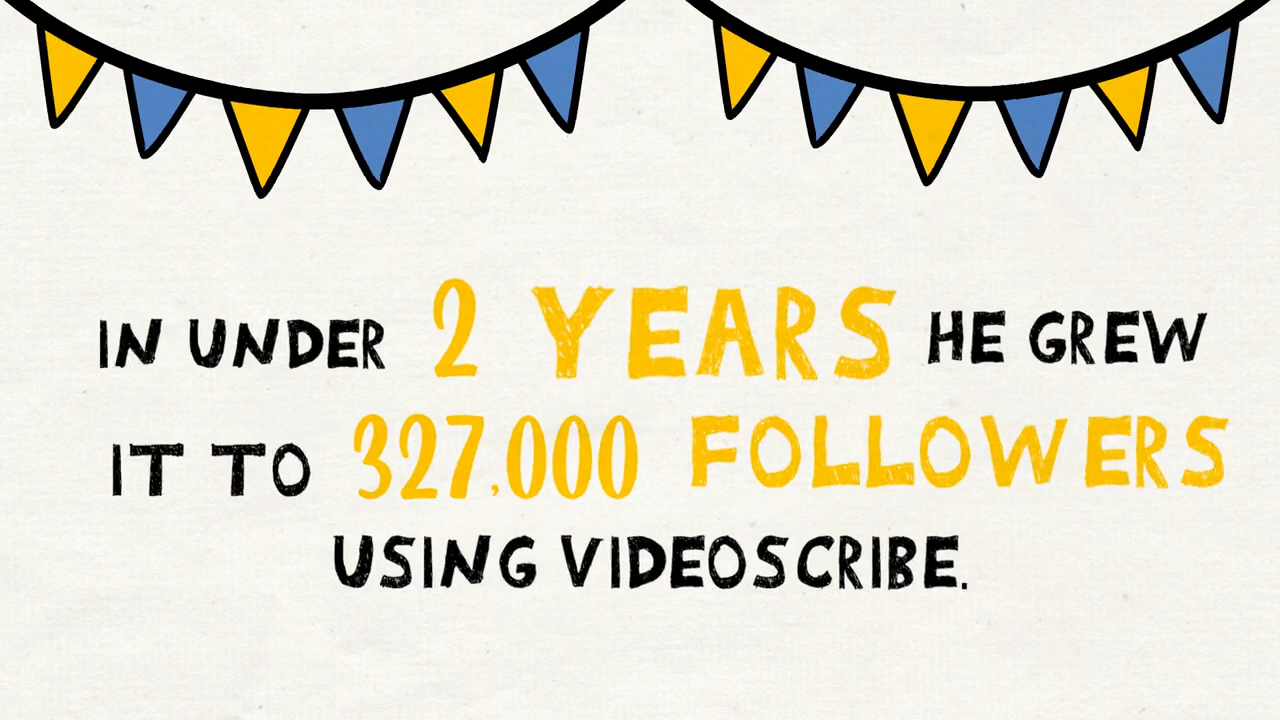 IN UNDER 2 YEARS HE GREW
IT TO 327,000 FOLLOWERS
USING VIDEOSCRIBE.